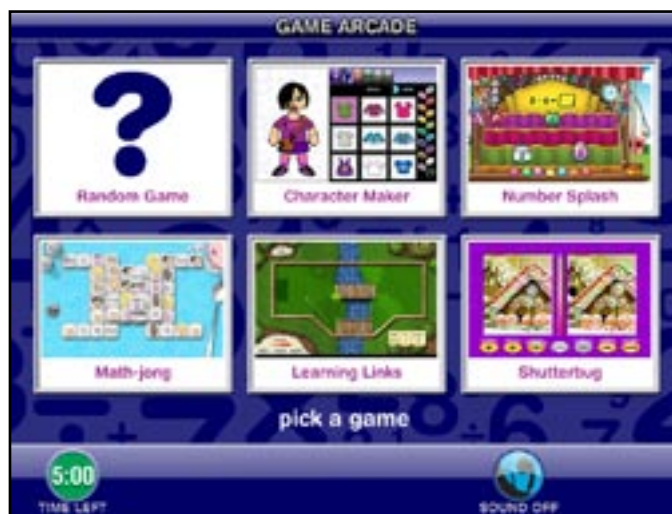 GAME ARCADE
?
Random Game
Character Maker
Number Splash
Math-jong
Learning Links
Shutterbug
pick a game
5:00
TIME LEFT
SOUND OFF